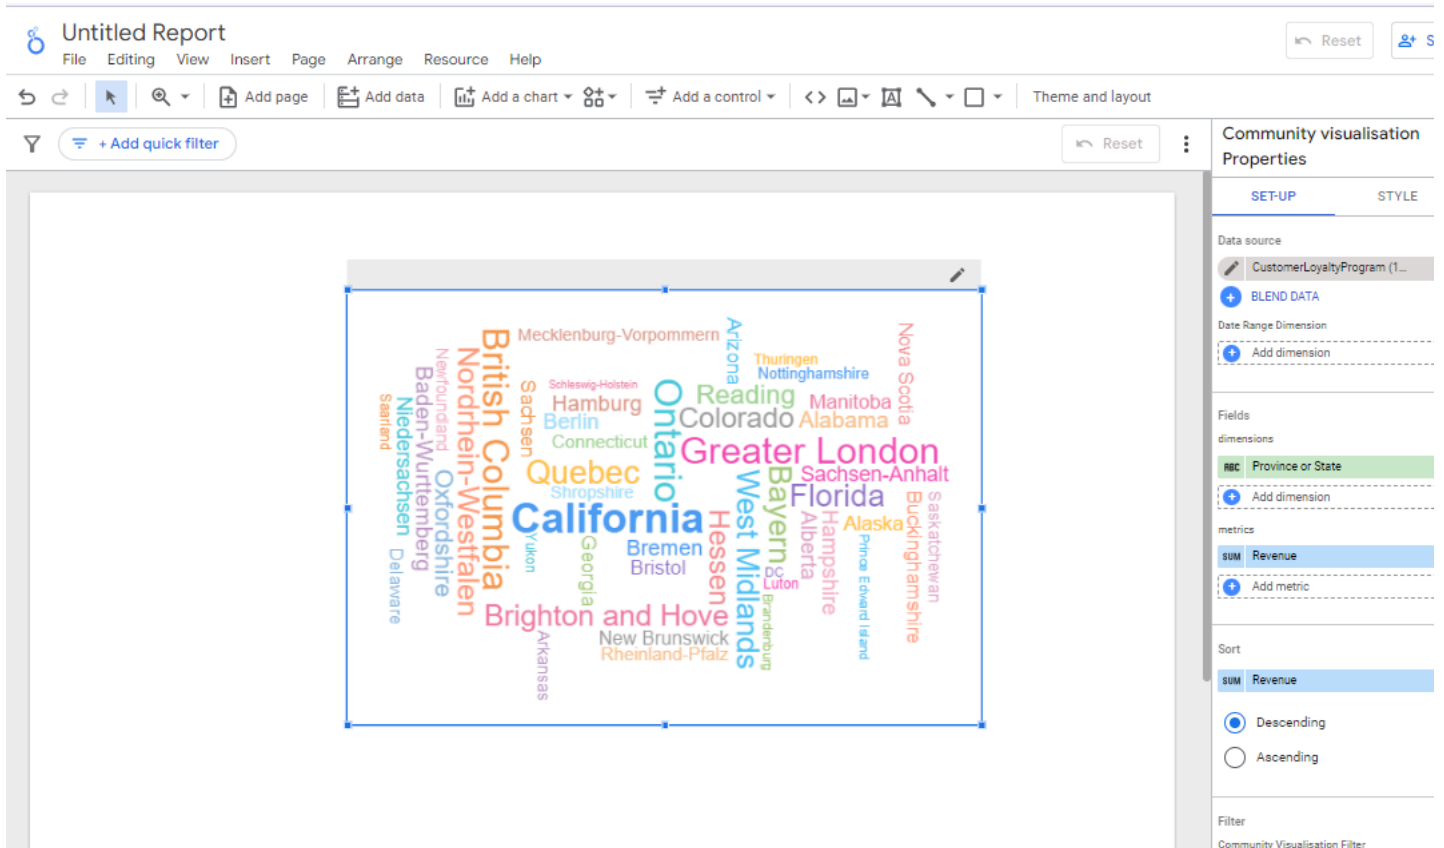 Untitled Report
File Editing View Insert Page Arrange Resource Help
Reset
S
Add page Add data Add a chart Add a control Theme and layout
+ Add quick filter
Reset
Community visualisation
Properties
SET-UP STYLE
Data source
CustomerLoyaltyProgram (1...
BLEND DATA
Date Range Dimension
Add dimension
Fields
dimensions
ABC Province or State
Add dimension
metrics
SUM Revenue
Add metric
Sort
SUM Revenue
Descending
Ascending
Filter
Community Visualisation Filter
Mecklenburg-Vorpommern
Arizona
Nova Scotia
British Columbia
Thuringen
Nottinghamshire
Newfoundland
Nordrhein-Westfalen
Baden-Wurttemberg
Sachsen
Schleswig-Holstein
Ontario
Reading
Manitoba
Saarland
Niedersachsen
Hamburg
Berlin
Colorado
Alabama
Connecticut
Greater London
Quebec
Sachsen-Anhalt
Bayern
Oxfordshire
Shropshire
West Midlands
Florida
Buckinghamshire
Saskatchewan
California
Hessen
Alberta
Hampshire
Alaska
Yukon
Georgia
Bremen
Prince Edward Island
Delaware
Bristol
DC
Luton
Brandenburg
Brighton and Hove
Arkansas
New Brunswick
Rheinland-Pfalz